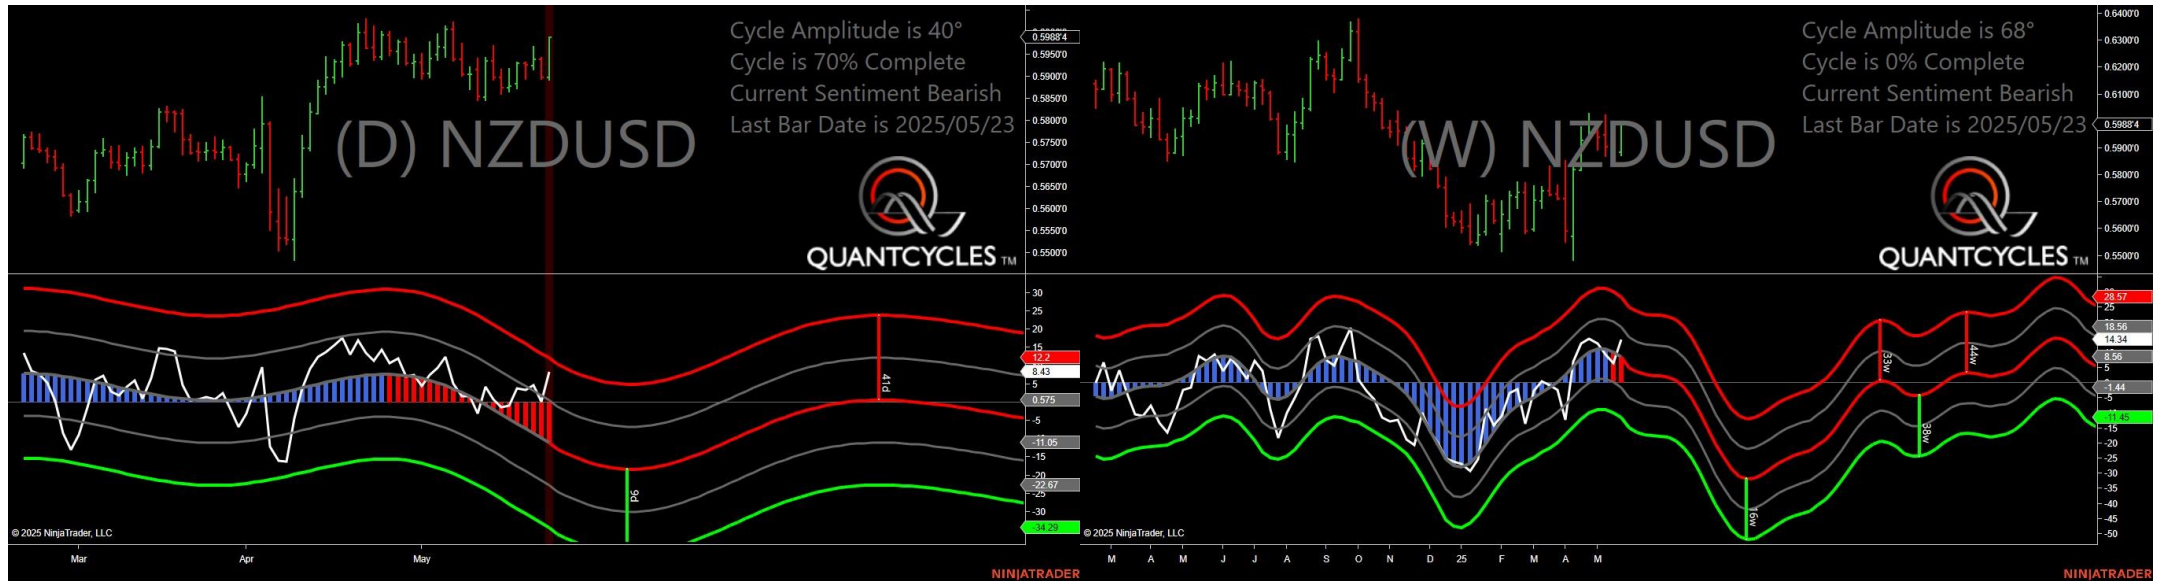 Cycle Amplitude is 40°
Cycle is 70% Complete
Current Sentiment Bearish
Last Bar Date is 2025/05/23
(D) NZDUSD
QUANTCYCLES TM
0.5988'4
0.5950'0
0.5900'0
0.5850'0
0.5800'0
0.5750'0
0.5700'0
0.5650'0
0.5600'0
0.5550'0
0.5500'0
30
25
20
15
12.2
8.43
5
0.575
-5
-11.05
-15
-20
-22.67
-25
-30
-34.29
41d
9d
© 2025 NinjaTrader, LLC
Mar Apr May
NINJATRADER
Cycle Amplitude is 68°
Cycle is 0% Complete
Current Sentiment Bearish
Last Bar Date is 2025/05/23
(W) NZDUSD
QUANTCYCLES TM
0.6400'0
0.6300'0
0.6200'0
0.6100'0
0.5988'4
0.5900'0
0.5800'0
0.5700'0
0.5600'0
0.5500'0
28.57
25
18.56
14.34
8.56
5
-1.44
-5
-11.45
-15
-20
-25
-30
-35
-40
-45
-50
33w
44w
38w
16w
© 2025 NinjaTrader, LLC
M A M J J A S O N D 25 F M A M
NINJATRADER